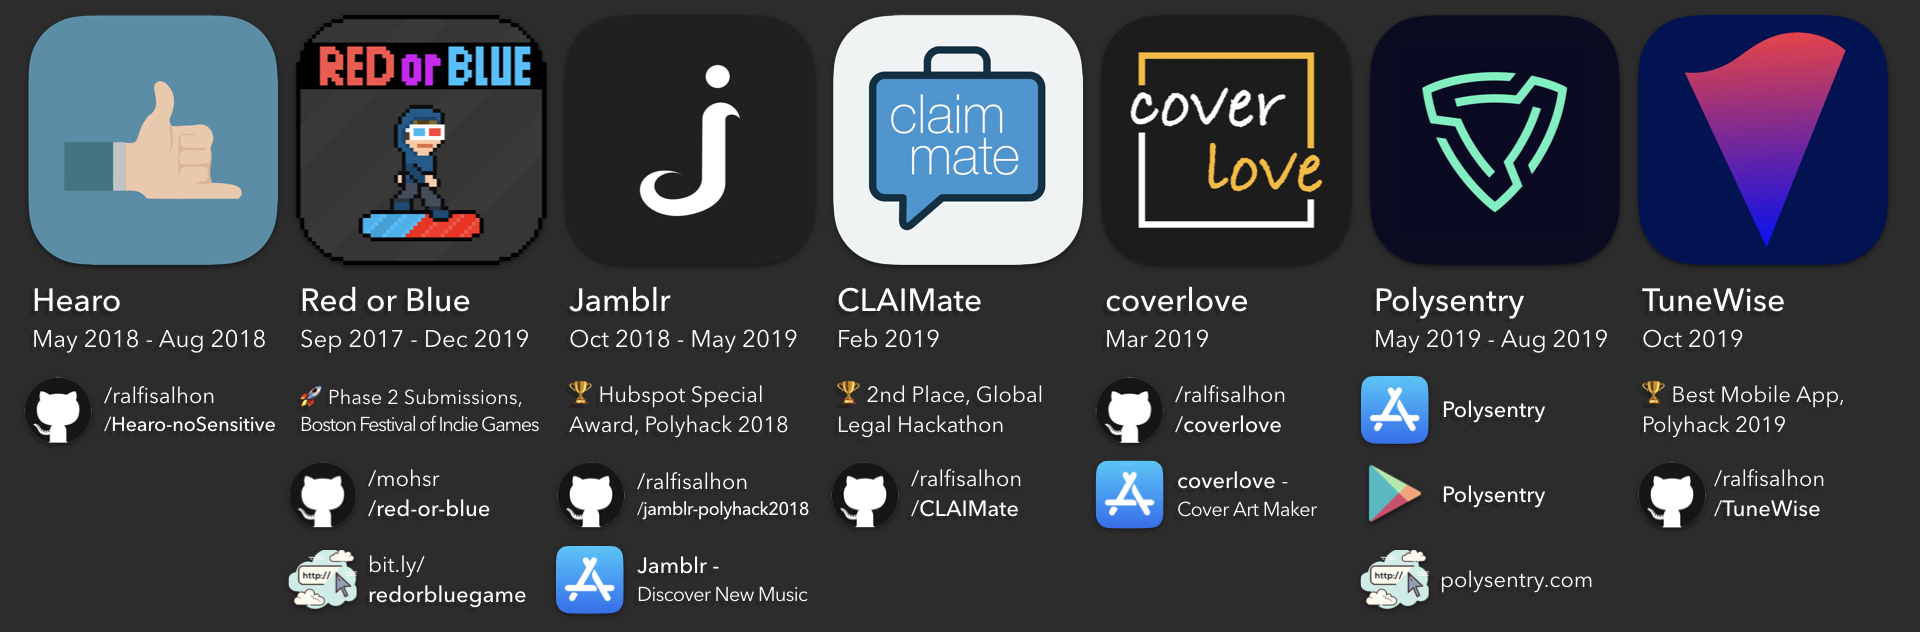 RED or BLUE
j
claim
mate
cover
love
Hearo
May 2018 - Aug 2018
/ralfisalhon
/Hearo-noSensitive
Red or Blue
Sep 2017 - Dec 2019
🚀 Phase 2 Submissions,
Boston Festival of Indie Games
/mohsr
/red-or-blue
http://
bit.ly/
redorbluegame
Jamblr
Oct 2018 - May 2019
🏆 Hubspot Special
Award, Polyhack 2018
/ralfisalhon
/jamblr-polyhack2018
Jamblr -
Discover New Music
CLAIMate
Feb 2019
🏆 2nd Place, Global
Legal Hackathon
/ralfisalhon
/CLAIMate
coverlove
Mar 2019
/ralfisalhon
/coverlove
coverlove -
Cover Art Maker
Polysentry
May 2019 - Aug 2019
Polysentry
Polysentry
http://
polysentry.com
TuneWise
Oct 2019
🏆 Best Mobile App,
Polyhack 2019
/ralfisalhon
/TuneWise